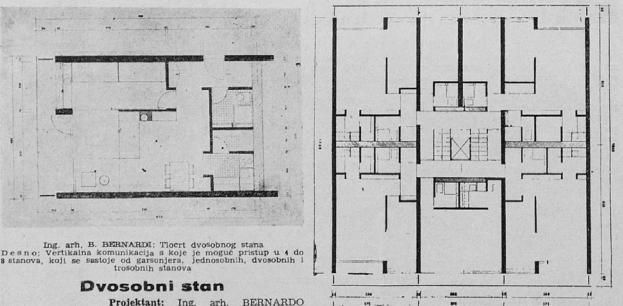 Ing. arh. B. BERNARDI: Tlocrt dvosobnog stana
Desno: Vertikalna komunikacija s koje je moguć pristup u 4 do
8 stanova, koji se sastoje od garsonjera, jednosobnih, dvosobnih i
trosobnih stanova
Dvosobni stan
Projektant: Ing. arh. BERNARDO